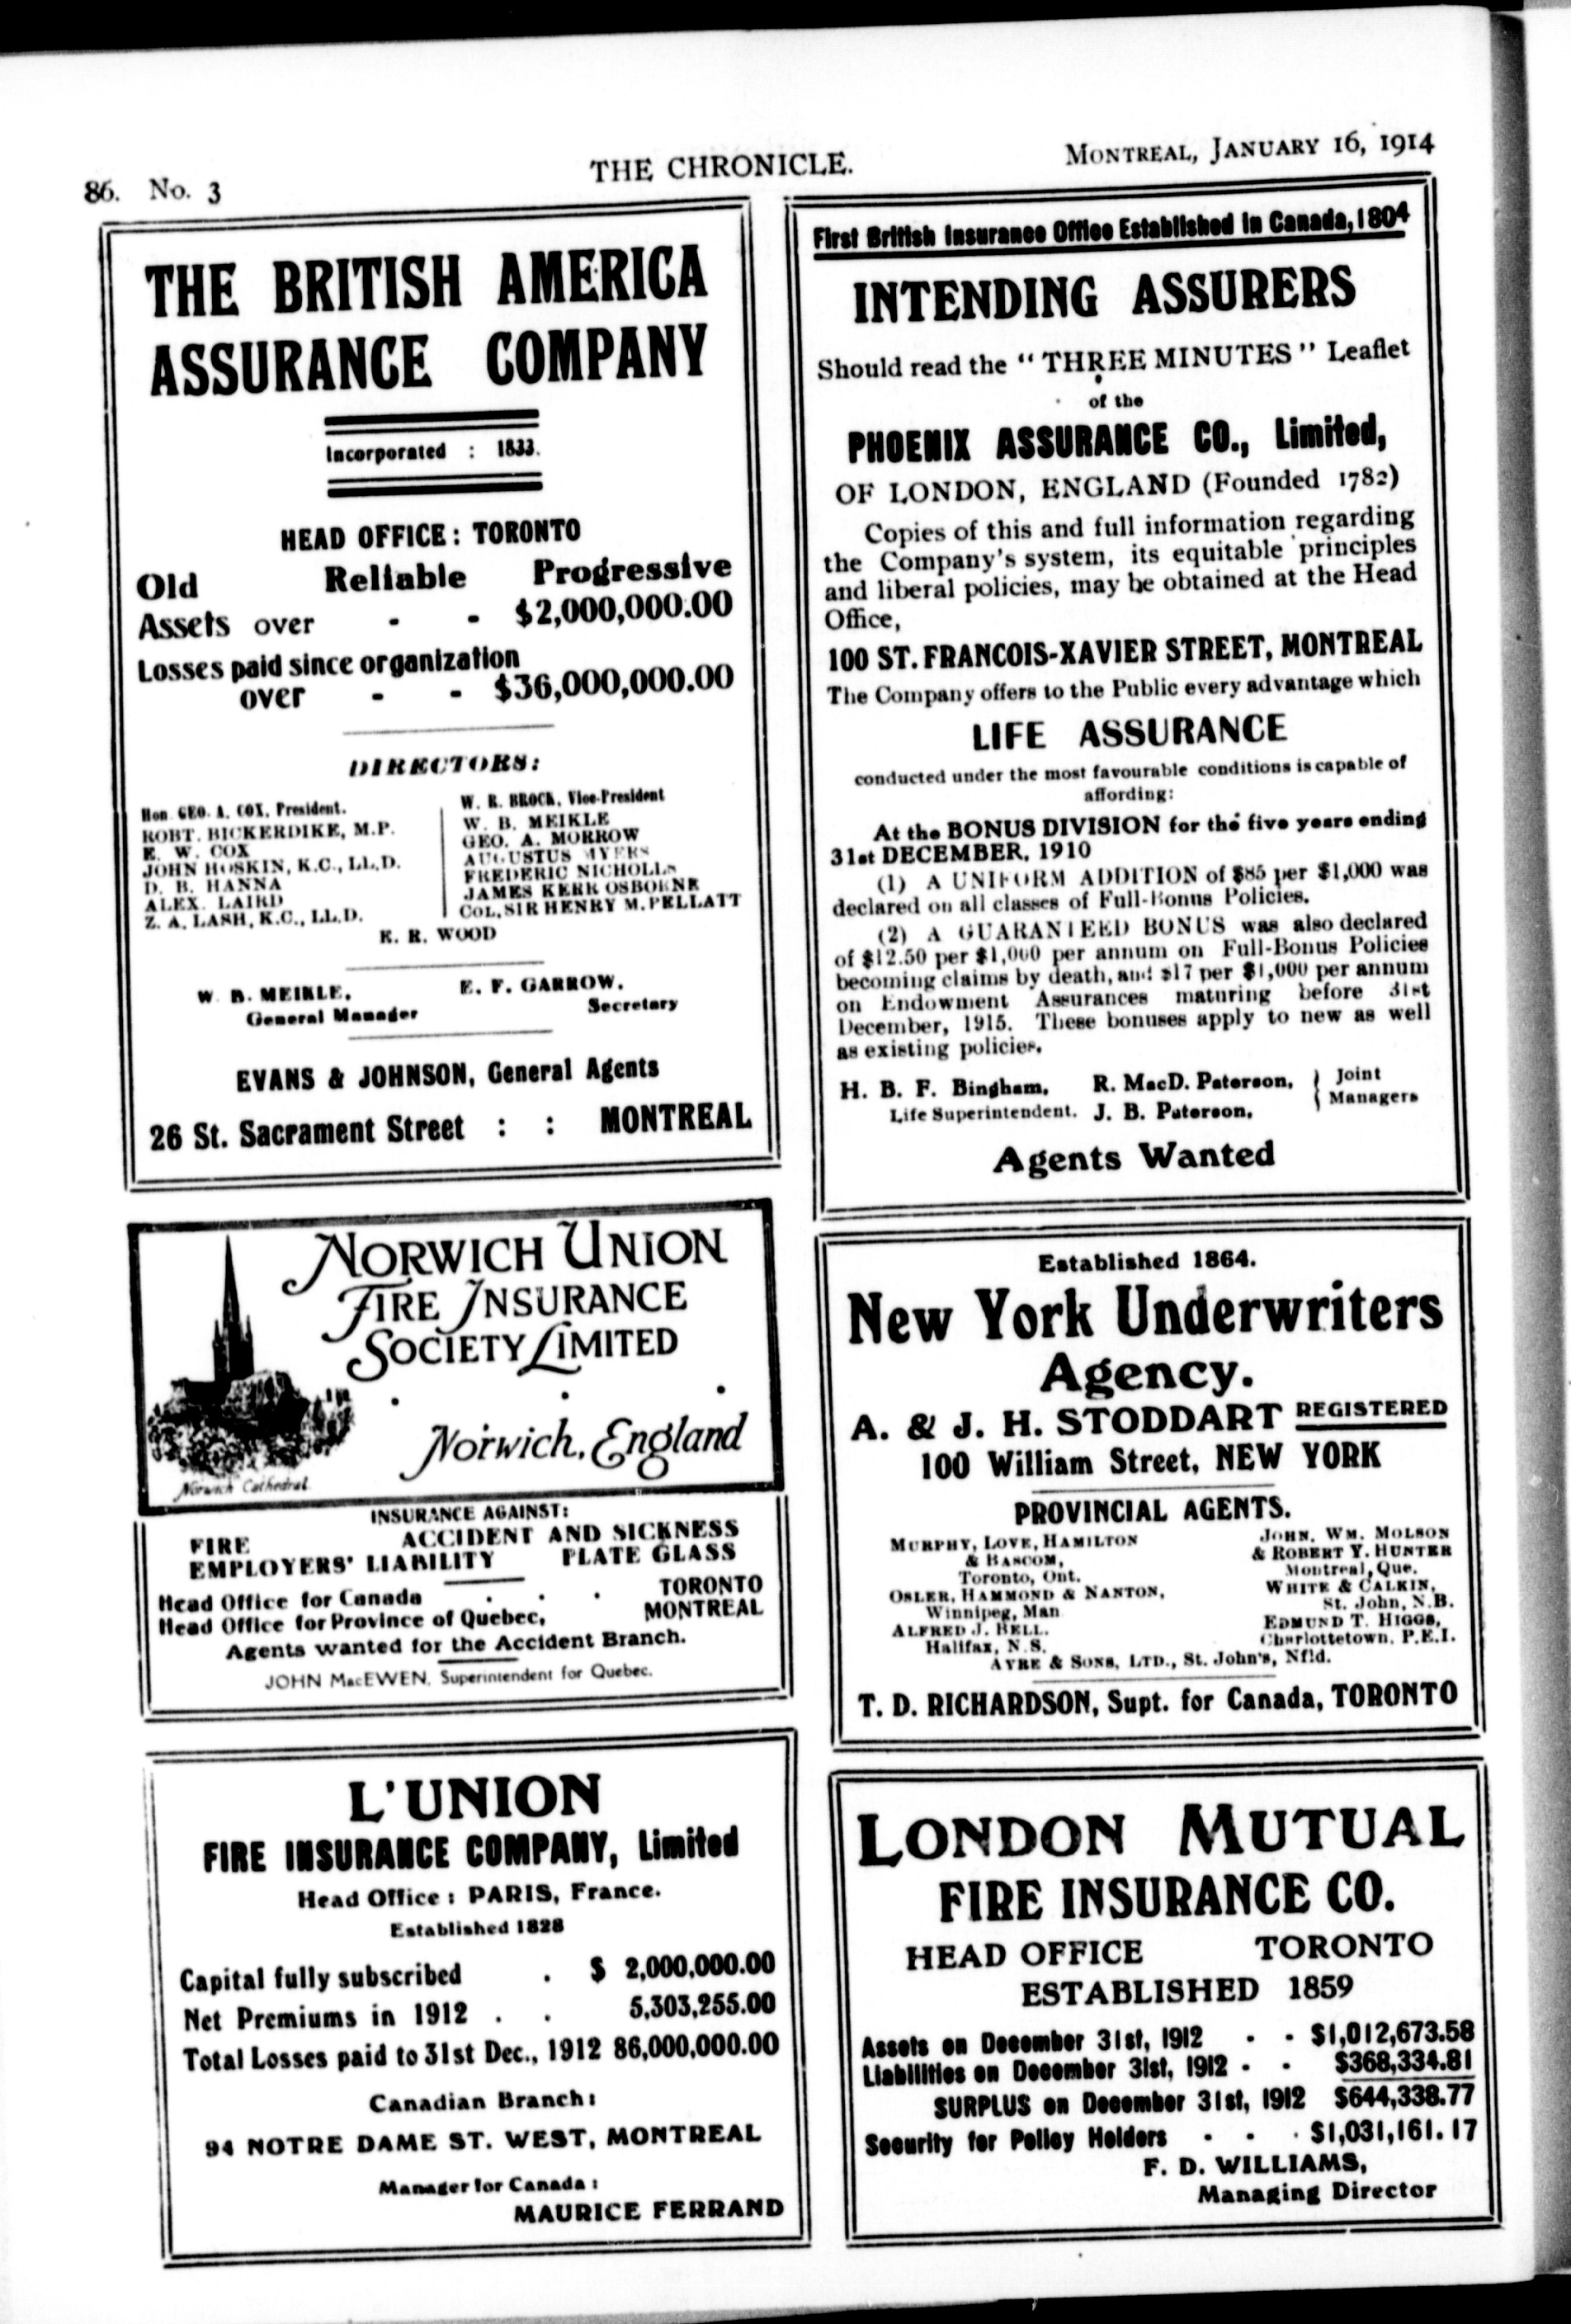 86. No. 3
THE CHRONICLE.
MONTREAL, JANUARY 16, 1914
THE BRITISH AMERICA
ASSURANCE COMPANY
Incorporated : 1833.
HEAD OFFICE: TORONTO
Old Reliable Progressive
Assets over - - $2,000,000.00
Losses paid since organization
over - - $36,000,000.00
DIRECTORS:
Hon. GEO. A. COX, President.
ROBT. BICKERDIKE, M.P.
E. W. COX
JOHN HOSKIN, K.C., LL.D.
D. B. HANNA
ALEX. LAIRD
Z. A. LASH, K.C., LL.D.
W. R. BROCK, Vice-President
W. B. MEIKLE
GEO. A. MORROW
AUGUSTUS MYERS
FREDERIC NICHOLLS
JAMES KERR OSBORNE
COL. SIR HENRY M. PELLATT
E. R. WOOD
W. B. MEIKLE,
General Manager
E. F. GARROW,
Secretary
EVANS & JOHNSON, General Agents
26 St. Sacrament Street : : MONTREAL
First British Insurance Office Established in Canada, 1804
INTENDING ASSURERS
Should read the "THREE MINUTES" Leaflet
of the
PHOENIX ASSURANCE CO., Limited,
OF LONDON, ENGLAND (Founded 1782)
Copies of this and full information regarding
the Company's system, its equitable principles
and liberal policies, may be obtained at the Head
Office,
100 ST. FRANCOIS-XAVIER STREET, MONTREAL
The Company offers to the Public every advantage which
LIFE ASSURANCE
conducted under the most favourable conditions is capable of
affording:
At the BONUS DIVISION for the five years ending
31st DECEMBER, 1910
(1) A UNIFORM ADDITION of $85 per $1,000 was
declared on all classes of Full-Bonus Policies.
(2) A GUARANTEED BONUS was also declared
of $12.50 per $1,000 per annum on Full-Bonus Policies
becoming claims by death, and $17 per $1,000 per annum
on Endowment Assurances maturing before 31st
December, 1915. These bonuses apply to new as well
as existing policies.
H. B. F. Bingham,
Life Superintendent.
R. MacD. Paterson,
J. B. Paterson,
Joint
Managers
Agents Wanted
NORWICH UNION
FIRE INSURANCE
SOCIETY LIMITED
Norwich, England
Norwich Cathedral
INSURANCE AGAINST:
FIRE ACCIDENT AND SICKNESS
EMPLOYERS' LIABILITY PLATE GLASS
Head Office for Canada . . . TORONTO
Head Office for Province of Quebec, MONTREAL
Agents wanted for the Accident Branch.
JOHN MacEWEN, Superintendent for Quebec.
Established 1864.
New York Underwriters
Agency.
A. & J. H. STODDART REGISTERED
100 William Street, NEW YORK
PROVINCIAL AGENTS.
MURPHY, LOVE, HAMILTON
& BASCOM,
Toronto, Ont.
OSLER, HAMMOND & NANTON,
Winnipeg, Man
ALFRED J. BELL,
Halifax, N.S.
JOHN, WM. MOLSON
& ROBERT Y. HUNTER
Montreal, Que.
WHITE & CALKIN,
St. John, N.B.
EDMUND T. HIGGS,
Charlottetown, P.E.I.
AYRE & SONS, LTD., St. John's, Nfld.
T. D. RICHARDSON, Supt. for Canada, TORONTO
L'UNION
FIRE INSURANCE COMPANY, Limited
Head Office : PARIS, France.
Established 1828
Capital fully subscribed . $ 2,000,000.00
Net Premiums in 1912 . . 5,303,255.00
Total Losses paid to 31st Dec., 1912 86,000,000.00
Canadian Branch:
94 NOTRE DAME ST. WEST, MONTREAL
Manager for Canada :
MAURICE FERRAND
LONDON MUTUAL
FIRE INSURANCE CO.
HEAD OFFICE TORONTO
ESTABLISHED 1859
Assets on December 31st, 1912 - - $1,012,673.58
Liabilities on December 31st, 1912 - - $368,334.81
SURPLUS on December 31st, 1912 $644,338.77
Security for Policy Holders - - - $1,031,161.17
F. D. WILLIAMS,
Managing Director